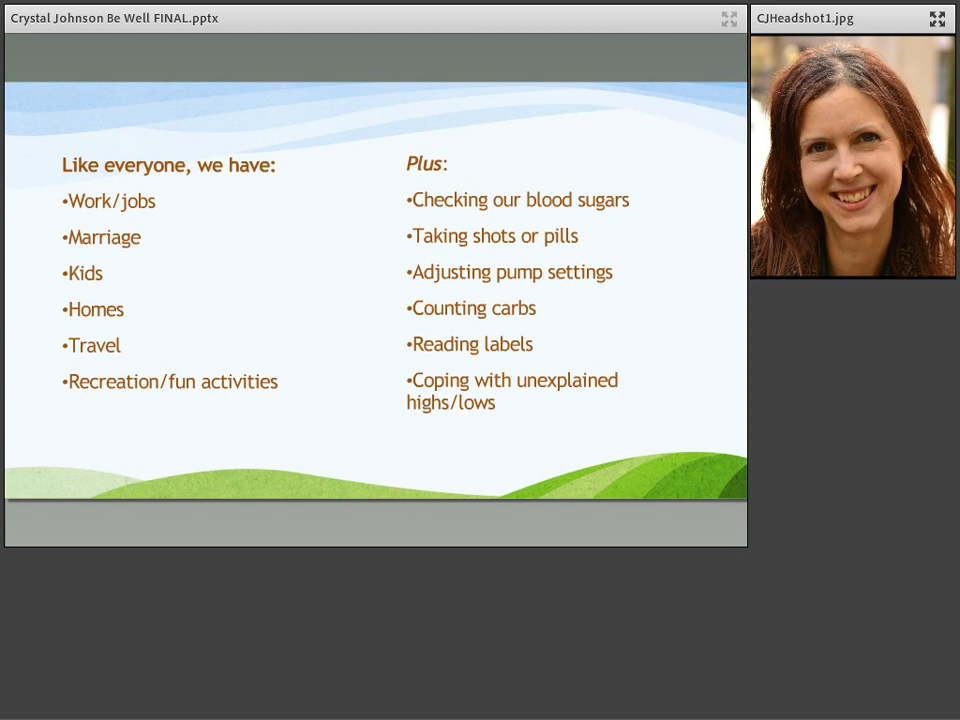 Crystal Johnson Be Well FINAL.pptx
CJHeadshot1.jpg
Like everyone, we have:
•Work/jobs
•Marriage
•Kids
•Homes
•Travel
•Recreation/fun activities
Plus:
•Checking our blood sugars
•Taking shots or pills
•Adjusting pump settings
•Counting carbs
•Reading labels
•Coping with unexplained
highs/lows